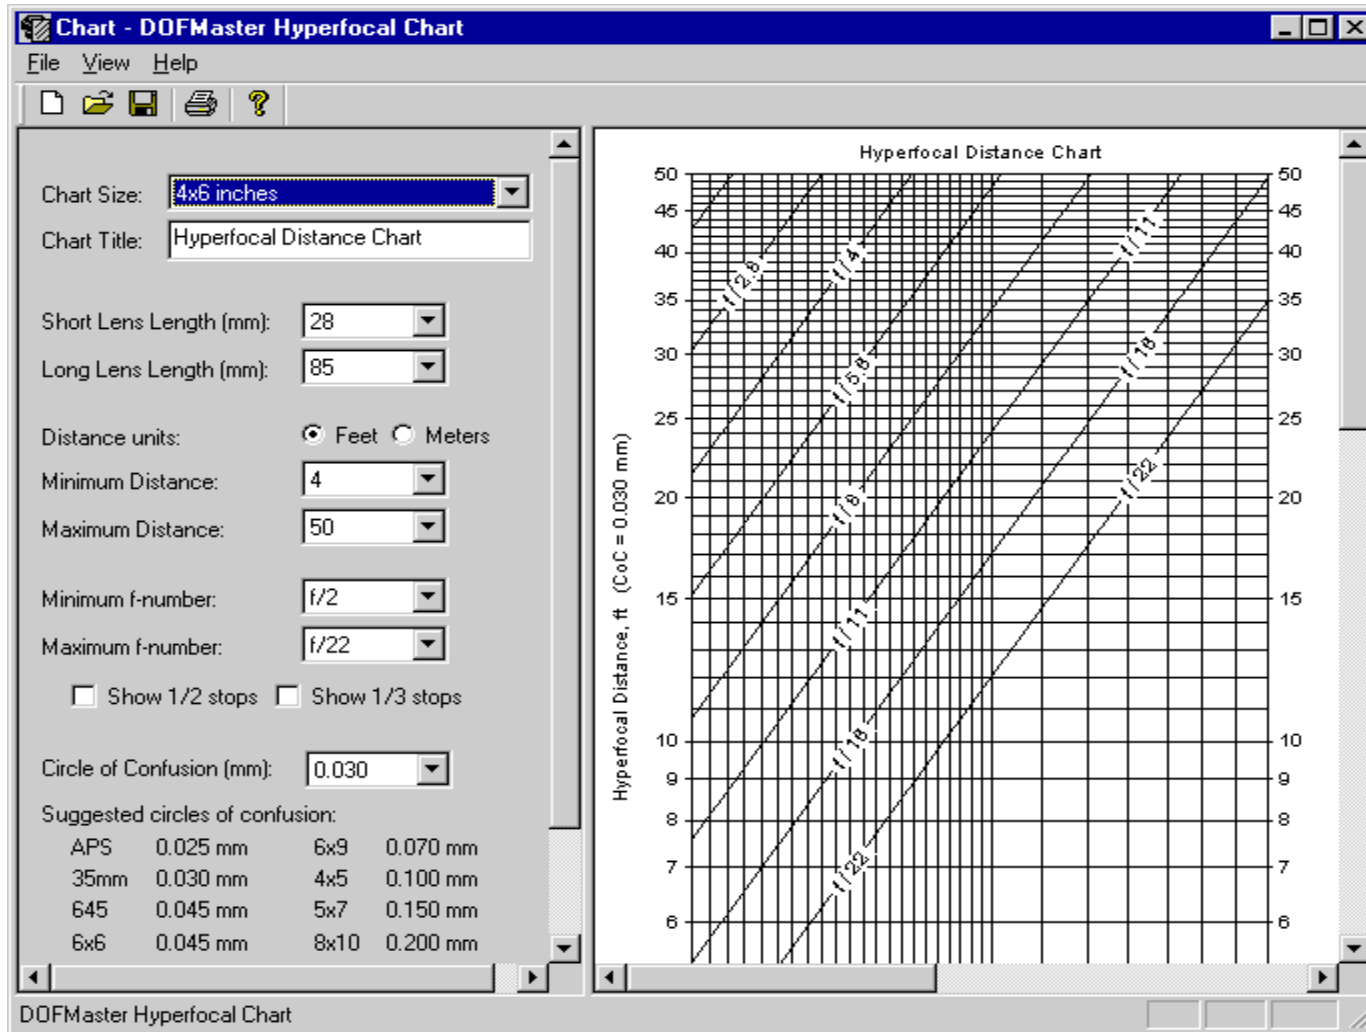 Chart - DOFMaster Hyperfocal Chart
File View Help
Chart Size: 4x6 inches
Chart Title: Hyperfocal Distance Chart
Short Lens Length (mm): 28
Long Lens Length (mm): 85
Distance units: Feet Meters
Minimum Distance: 4
Maximum Distance: 50
Minimum f-number: f/2
Maximum f-number: f/22
Show 1/2 stops Show 1/3 stops
Circle of Confusion (mm): 0.030
Suggested circles of confusion:
APS 0.025 mm 6x9 0.070 mm
35mm 0.030 mm 4x5 0.100 mm
645 0.045 mm 5x7 0.150 mm
6x6 0.045 mm 8x10 0.200 mm
Hyperfocal Distance Chart
Hyperfocal Distance, ft (CoC = 0.030 mm)
50 50
45 45
40 40
35 35
30 30
25 25
20 20
15 15
10 10
9 9
8 8
7 7
6 6
f/2.8
f/4
f/5.6
f/8
f/11
f/16
f/22
f/11
f/16
f/22
DOFMaster Hyperfocal Chart